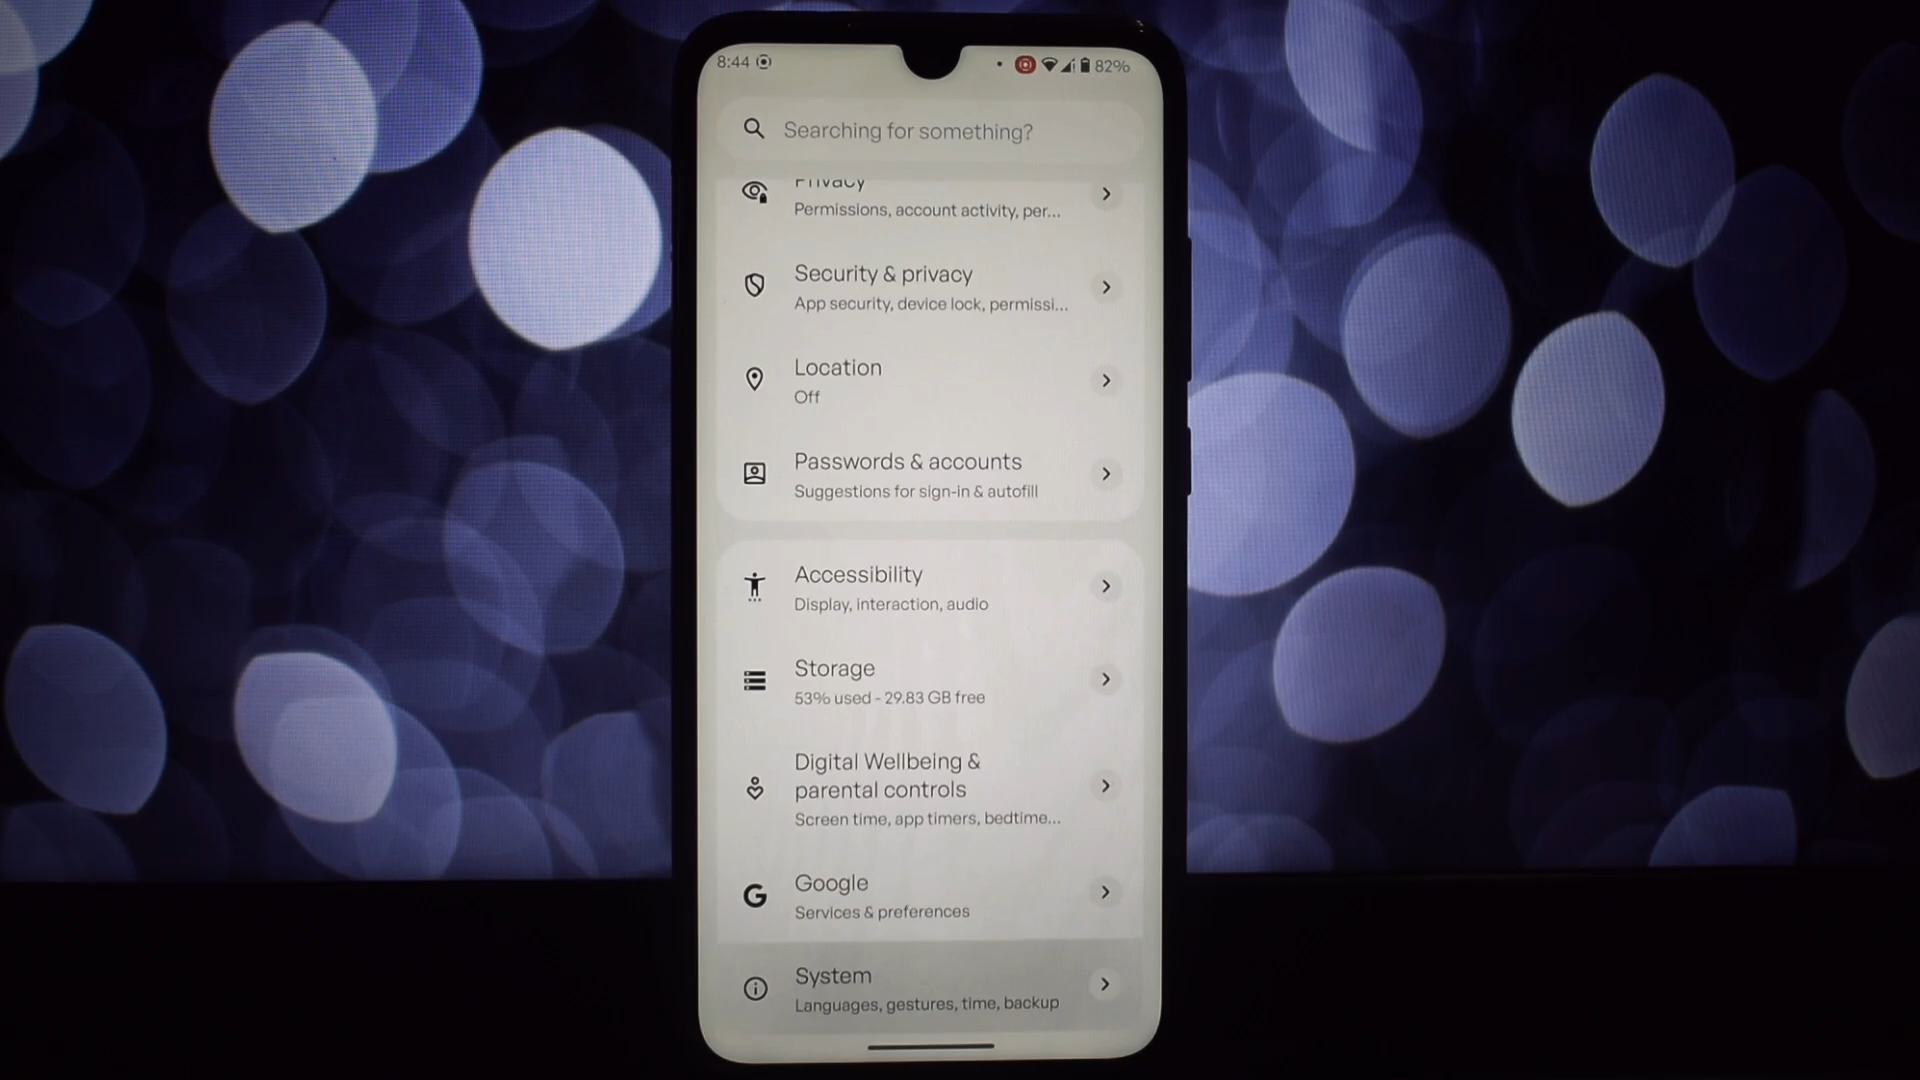 8:44
82%
Searching for something?
Privacy
Permissions, account activity, per...
Security & privacy
App security, device lock, permissi...
Location
Off
Passwords & accounts
Suggestions for sign-in & autofill
Accessibility
Display, interaction, audio
Storage
53% used - 29.83 GB free
Digital Wellbeing &
parental controls
Screen time, app timers, bedtime...
Google
Services & preferences
System
Languages, gestures, time, backup